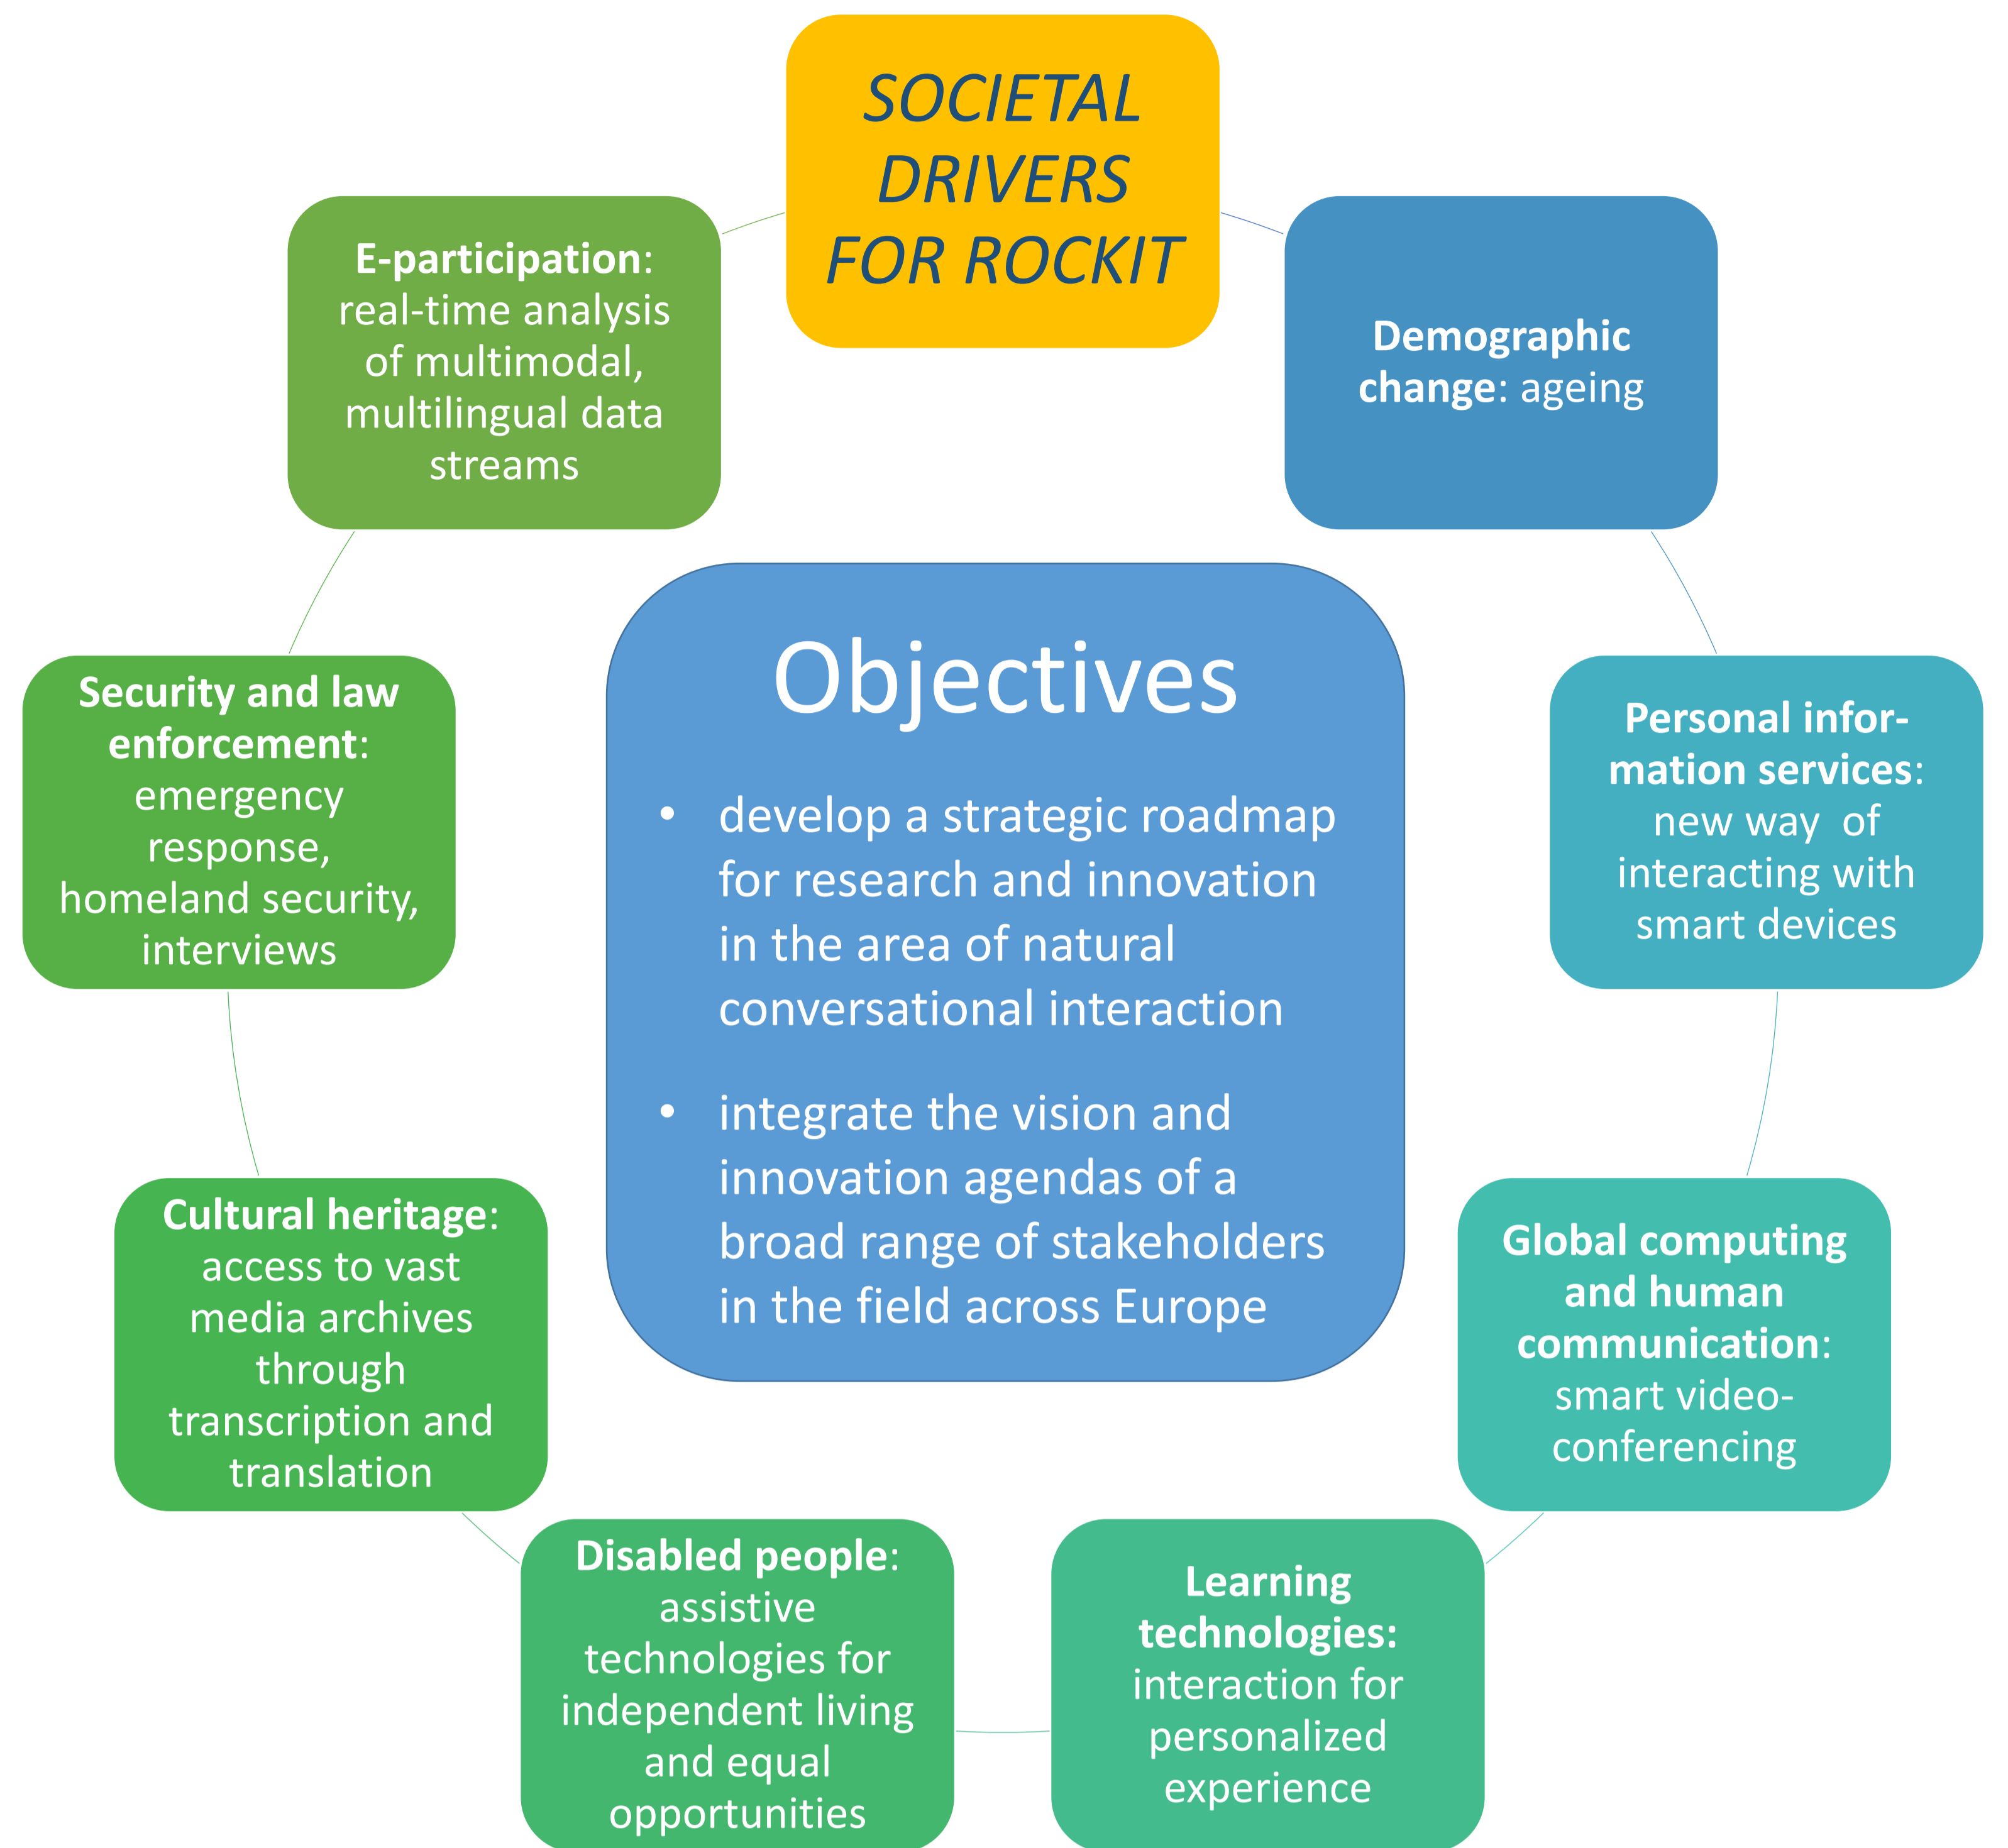 SOCIETAL
DRIVERS
FOR ROCKIT
Demographic
change: ageing
Personal infor-
mation services:
new way of
interacting with
smart devices
Global computing
and human
communication:
smart video-
conferencing
Learning
technologies:
interaction for
personalized
experience
Disabled people:
assistive
technologies for
independent living
and equal
opportunities
Cultural heritage:
access to vast
media archives
through
transcription and
translation
Security and law
enforcement:
emergency
response,
homeland security,
interviews
E-participation:
real-time analysis
of multimodal,
multilingual data
streams
Objectives
• develop a strategic roadmap
for research and innovation
in the area of natural
conversational interaction
• integrate the vision and
innovation agendas of a
broad range of stakeholders
in the field across Europe